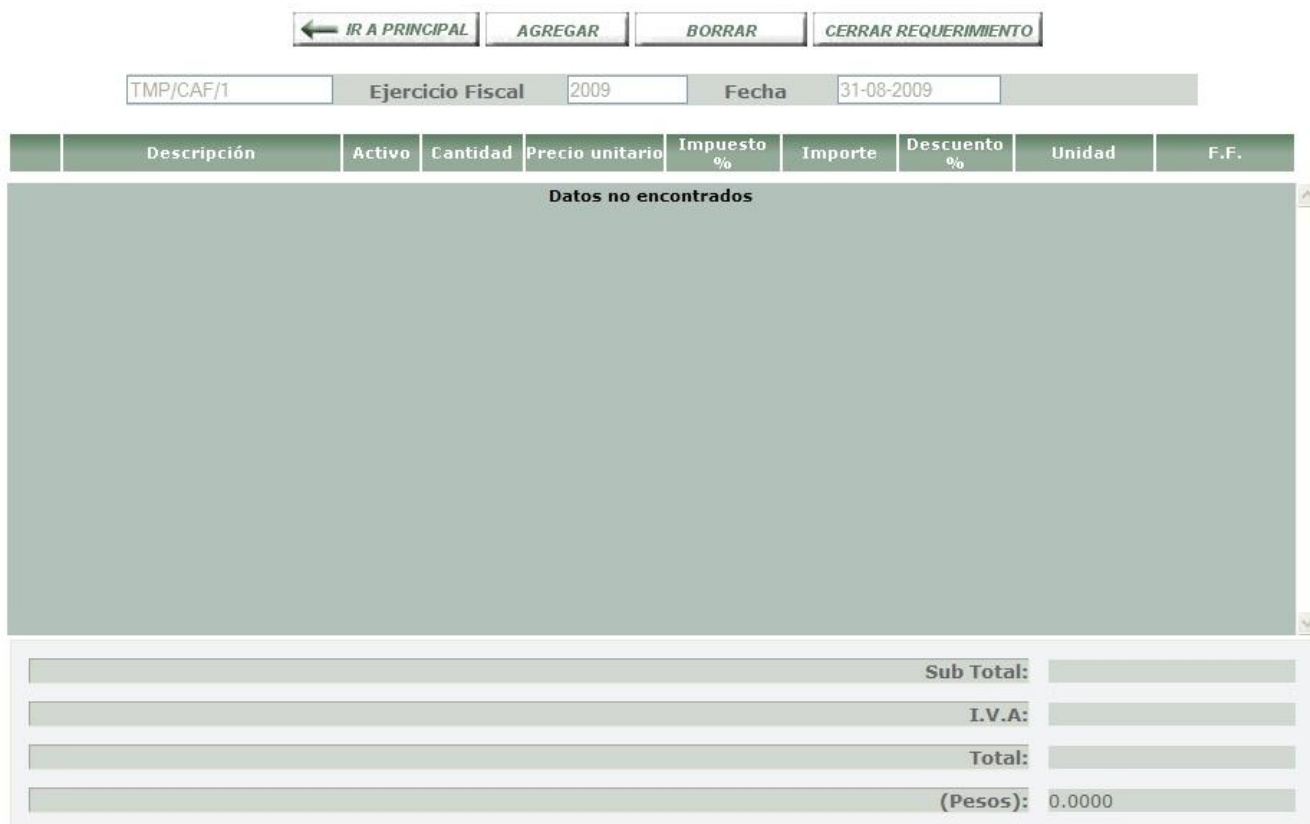 IR A PRINCIPAL AGREGAR BORRAR CERRAR REQUERIMIENTO
TMP/CAF/1 Ejercicio Fiscal 2009 Fecha 31-08-2009
Descripción Activo Cantidad Precio unitario Impuesto % Importe Descuento % Unidad F.F.
Datos no encontrados
Sub Total:
I.V.A:
Total:
(Pesos): 0.0000